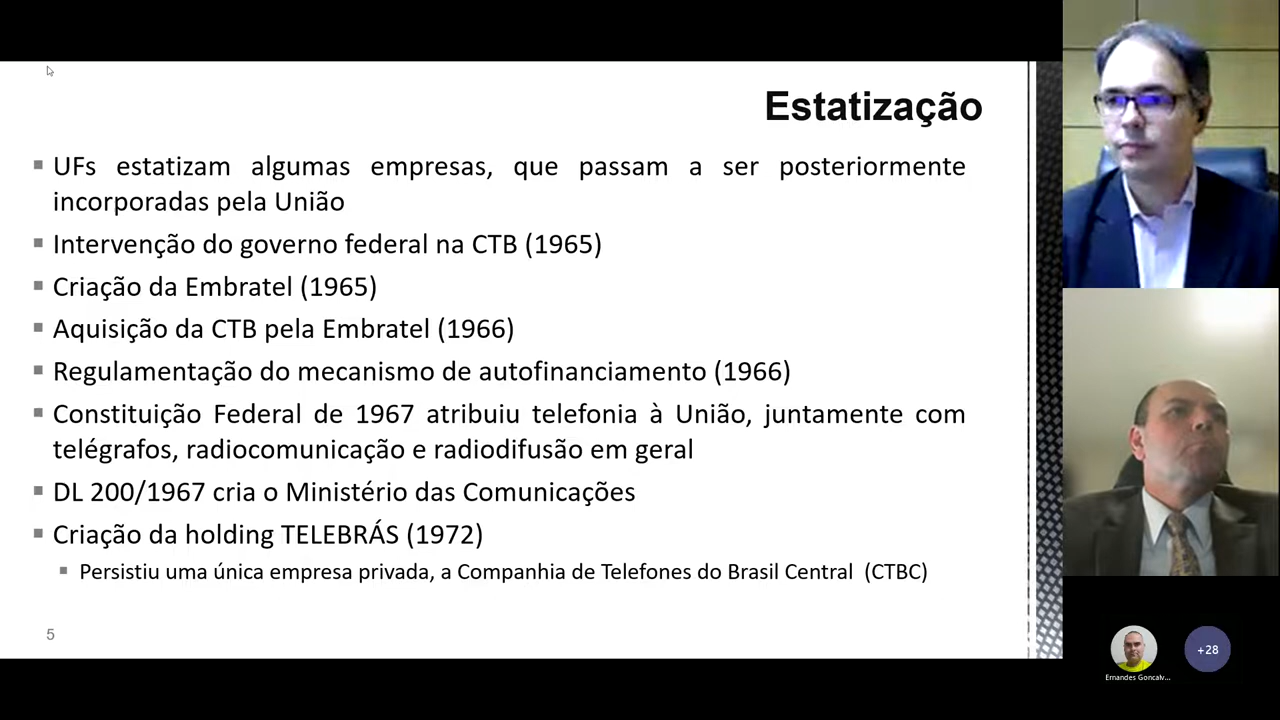 Estatização
UFs estatizam algumas empresas, que passam a ser posteriormente
incorporadas pela União
Intervenção do governo federal na CTB (1965)
Criação da Embratel (1965)
Aquisição da CTB pela Embratel (1966)
Regulamentação do mecanismo de autofinanciamento (1966)
Constituição Federal de 1967 atribuiu telefonia à União, juntamente com
telégrafos, radiocomunicação e radiodifusão em geral
DL 200/1967 cria o Ministério das Comunicações
Criação da holding TELEBRÁS (1972)
Persistiu uma única empresa privada, a Companhia de Telefones do Brasil Central (CTBC)
5
+28
Ernandes Goncalv...